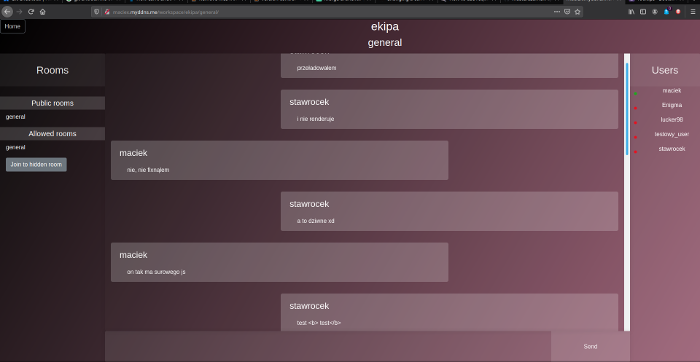 Home
ekipa
general
Rooms
Public rooms
general
Allowed rooms
general
Join to hidden room
przeładowałem
stawrocek
i nie renderuje
maciek
nie, nie fixnąłem
stawrocek
a to dziwne xd
maciek
on tak ma surowego js
stawrocek
test <b> test</b>
Send
Users
maciek
Enigma
lucker98
testowy_user
stawrocek